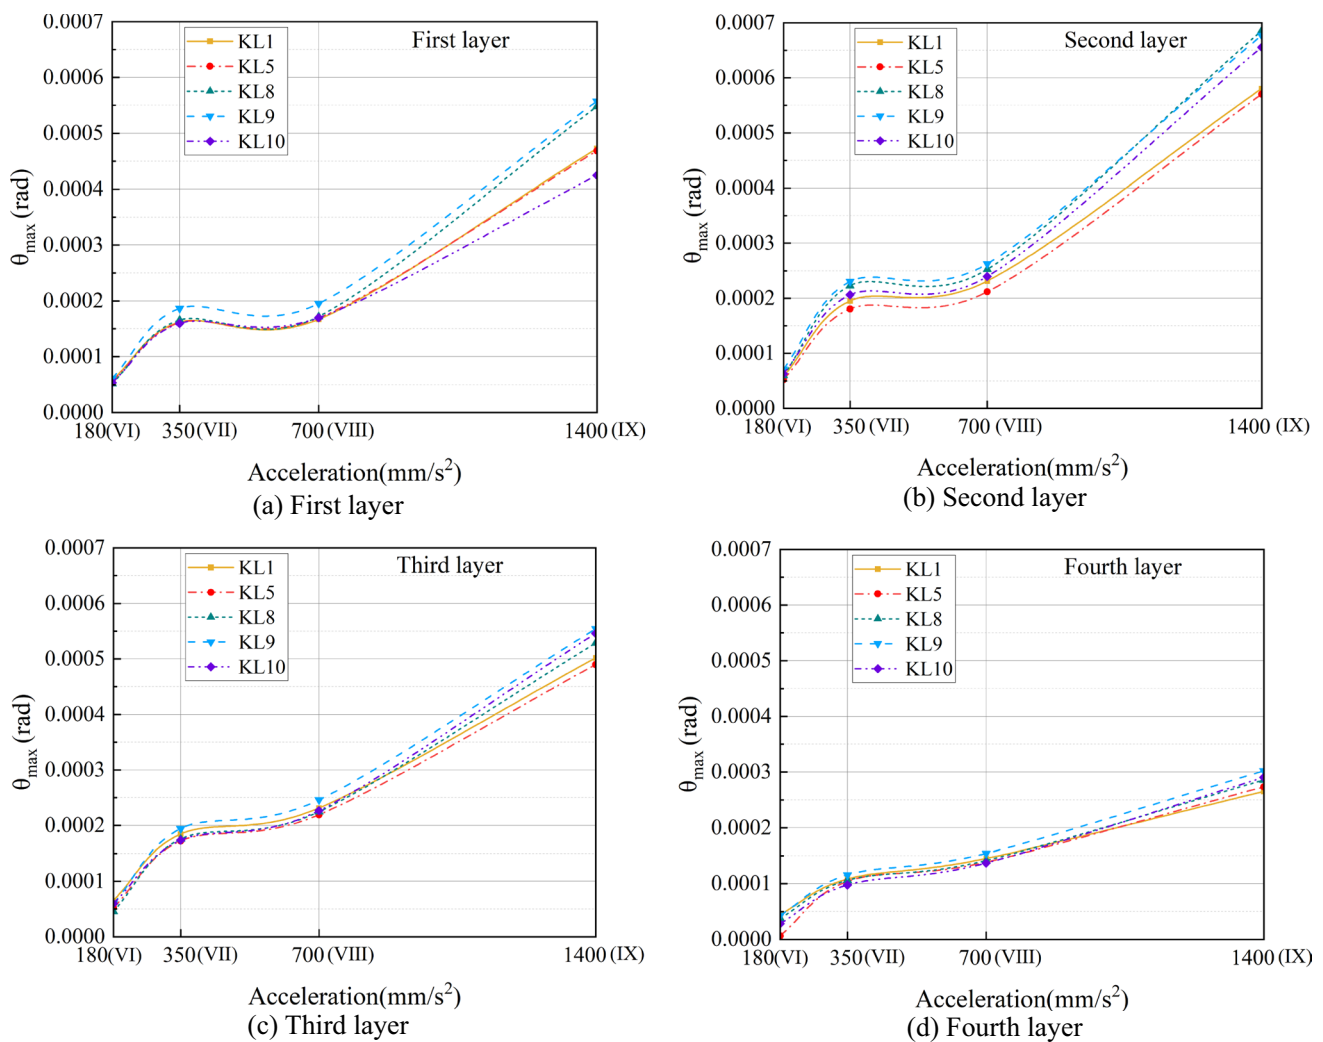 First layer
KL1
KL5
KL8
KL9
KL10
0.0007
0.0006
0.0005
0.0004
0.0003
0.0002
0.0001
0.0000
θmax (rad)
180(VI) 350(VII) 700(VIII) 1400(IX)
Acceleration(mm/s²)
(a) First layer
Second layer
KL1
KL5
KL8
KL9
KL10
0.0007
0.0006
0.0005
0.0004
0.0003
0.0002
0.0001
0.0000
θmax (rad)
180(VI) 350(VII) 700(VIII) 1400(IX)
Acceleration(mm/s²)
(b) Second layer
Third layer
KL1
KL5
KL8
KL9
KL10
0.0007
0.0006
0.0005
0.0004
0.0003
0.0002
0.0001
0.0000
θmax (rad)
180(VI) 350(VII) 700(VIII) 1400(IX)
Acceleration(mm/s²)
(c) Third layer
Fourth layer
KL1
KL5
KL8
KL9
KL10
0.0007
0.0006
0.0005
0.0004
0.0003
0.0002
0.0001
0.0000
θmax (rad)
180(VI) 350(VII) 700(VIII) 1400(IX)
Acceleration(mm/s²)
(d) Fourth layer